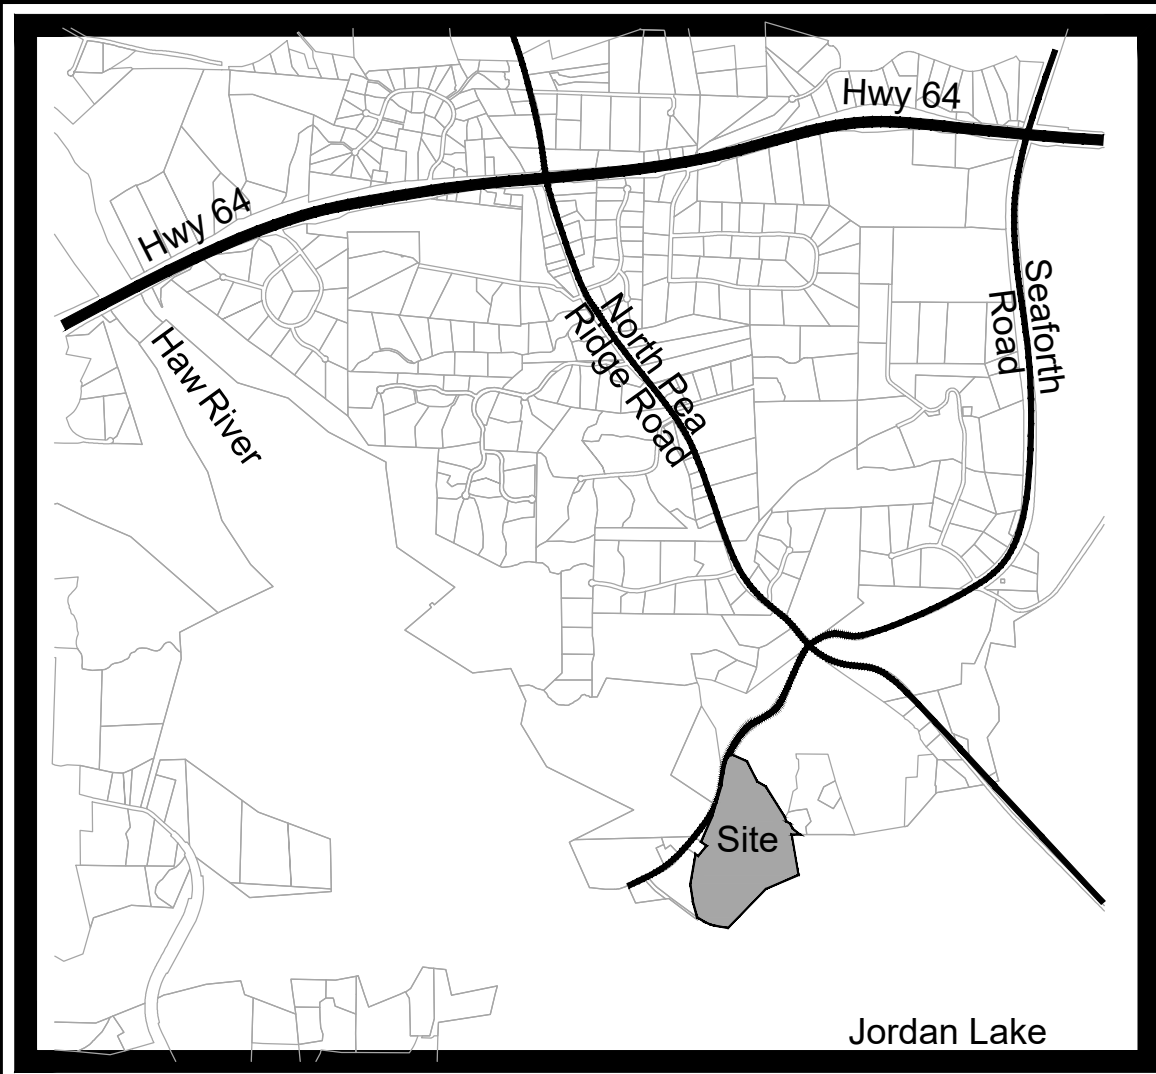 Hwy 64
Hwy 64
Seaforth
Road
North Pea
Ridge Road
Haw River
Site
Jordan Lake